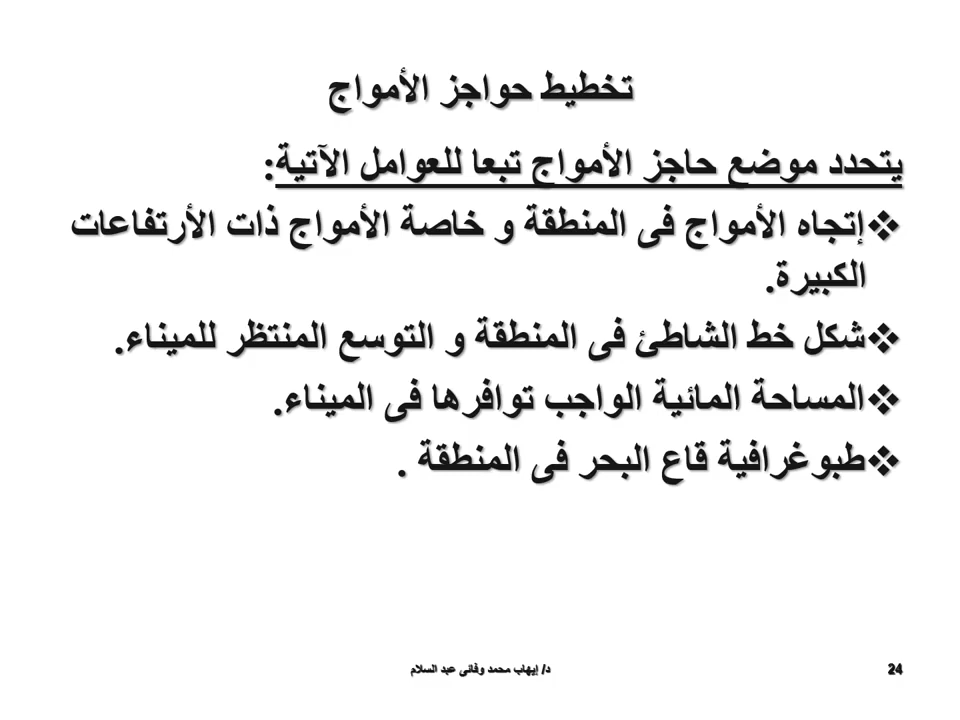 تخطيط حواجز الأمواج
يتحدد موضع حاجز الأمواج تبعا للعوامل الآتية:
❖إتجاه الأمواج فى المنطقة و خاصة الأمواج ذات الأرتفاعات
الكبيرة.
❖شكل خط الشاطئ فى المنطقة و التوسع المنتظر للميناء.
❖المساحة المائية الواجب توافرها فى الميناء.
❖طبوغرافية قاع البحر فى المنطقة .
د/ إيهاب محمد وفائى عبد السلام
24